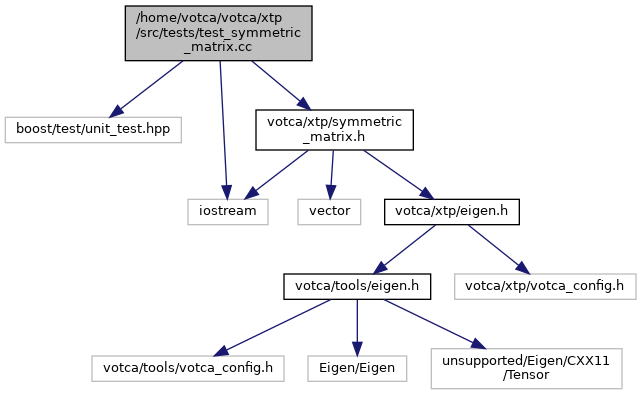 /home/votca/votca/xtp
/src/tests/test_symmetric
_matrix.cc
boost/test/unit_test.hpp
votca/xtp/symmetric
_matrix.h
iostream
vector
votca/xtp/eigen.h
votca/tools/eigen.h
votca/xtp/votca_config.h
votca/tools/votca_config.h
Eigen/Eigen
unsupported/Eigen/CXX11
/Tensor